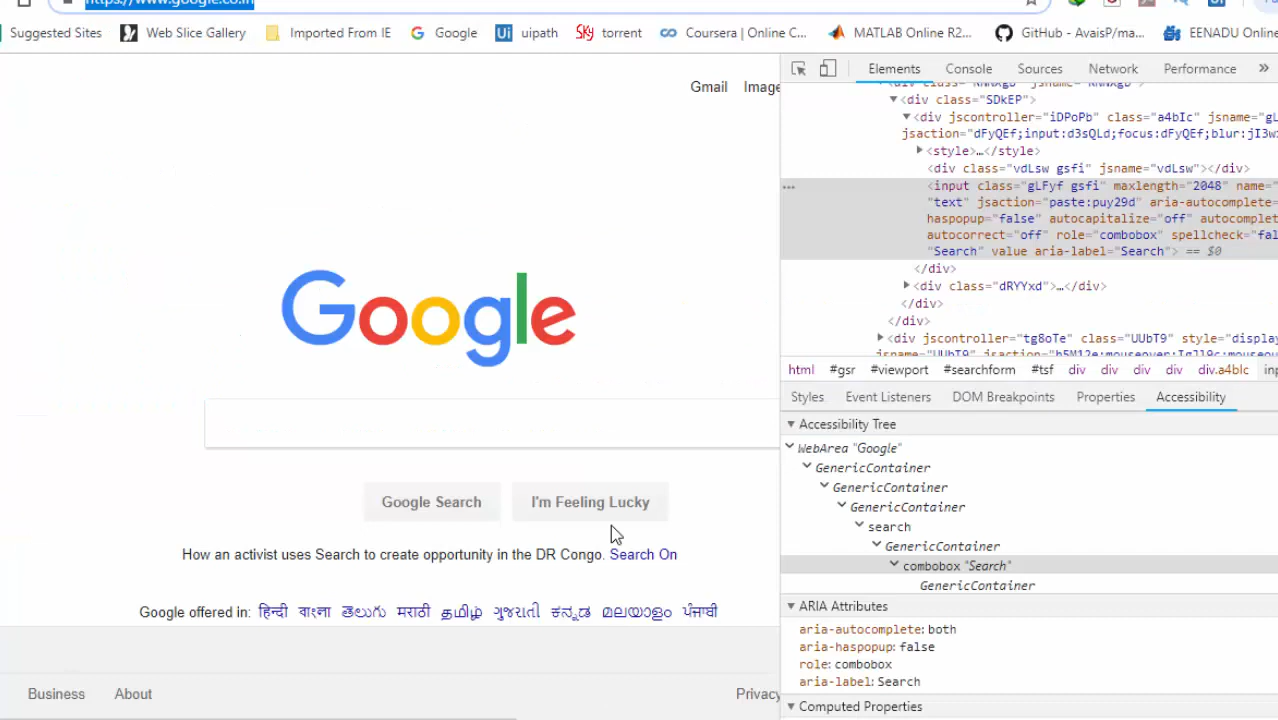 https://www.google.co.in
Suggested Sites Web Slice Gallery Imported From IE Google uipath torrent Coursera | Online C... MATLAB Online R2... GitHub - AvaisP/ma... EENADU Online
Gmail Image
Google
Google Search I'm Feeling Lucky
How an activist uses Search to create opportunity in the DR Congo. Search On
Google offered in: हिन्दी বাংলা తెలుగు मराठी தமிழ் ગુજરાતી ಕನ್ನಡ മലയാളം ਪੰਜਾਬੀ
Business About Privacy
Elements Console Sources Network Performance »
<div class="SDkEP">
<div jscontroller="iDPoPb" class="a4bIc" jsname="gL
jsaction="dFyQEf;input:d3sQLd;focus:dFyQEf;blur:jI3w
<style>…</style>
<div class="vdLsw gsfi" jsname="vdLsw"></div>
<input class="gLFyf gsfi" maxlength="2048" name="
"text" jsaction="paste:puy29d" aria-autocomplete=
haspopup="false" autocapitalize="off" autocomplet
autocorrect="off" role="combobox" spellcheck="fal
"Search" value aria-label="Search"> == $0
</div>
<div class="dRYYxd">…</div>
</div>
</div>
<div jscontroller="tg8oTe" class="UUbT9" style="display
html #gsr #viewport #searchform #tsf div div div div div.a4bIc inp
Styles Event Listeners DOM Breakpoints Properties Accessibility
Accessibility Tree
WebArea "Google"
GenericContainer
GenericContainer
GenericContainer
search
GenericContainer
combobox "Search"
GenericContainer
ARIA Attributes
aria-autocomplete: both
aria-haspopup: false
role: combobox
aria-label: Search
Computed Properties